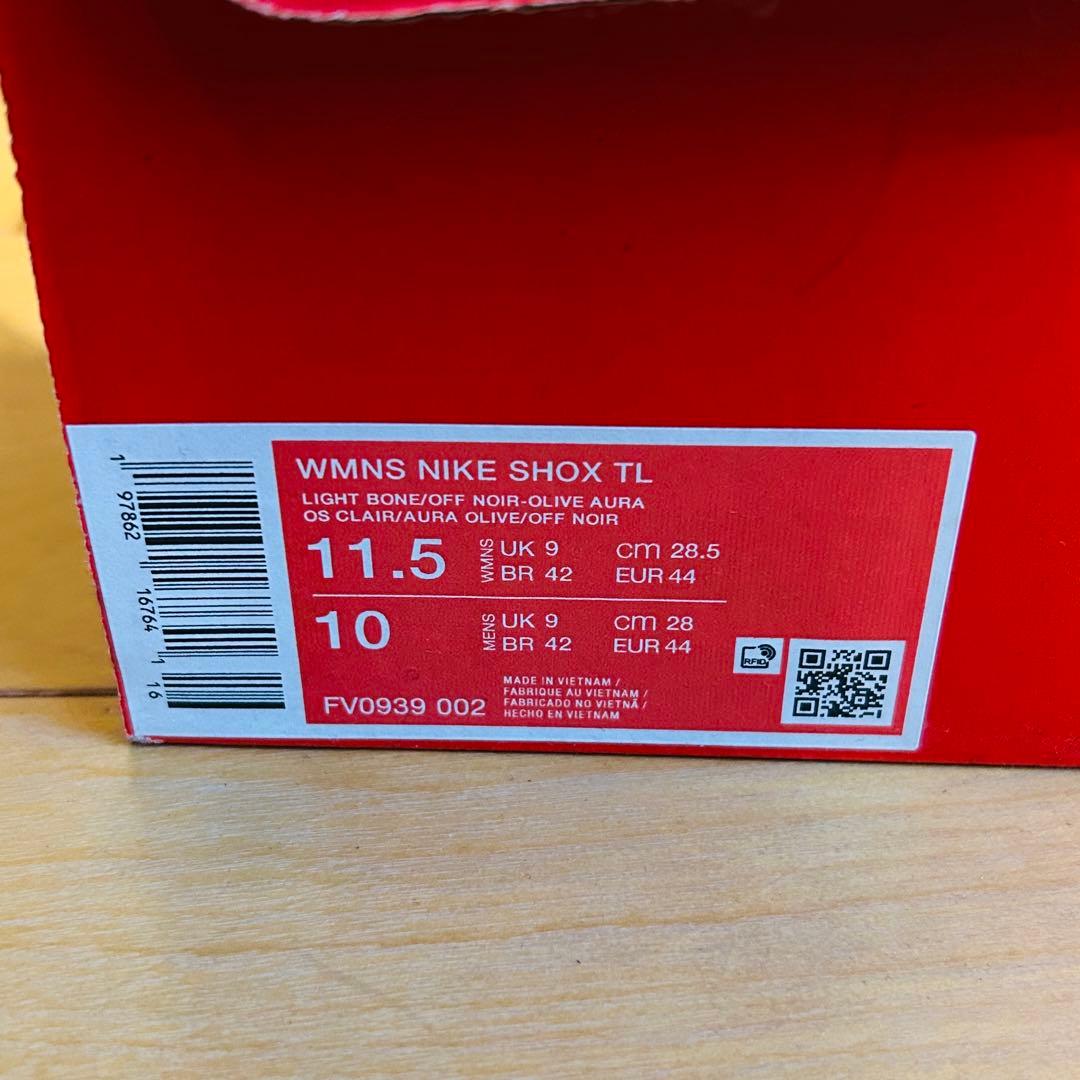 WMNS NIKE SHOX TL
LIGHT BONE/OFF NOIR-OLIVE AURA
OS CLAIR/AURA OLIVE/OFF NOIR
11.5 WMNS UK 9 cm 28.5
BR 42 EUR 44
10 MENS UK 9 cm 28
BR 42 EUR 44
FV0939 002
MADE IN VIETNAM /
FABRIQUE AU VIETNAM /
FABRICADO NO VIETNÃ /
HECHO EN VIETNAM
RFID
1 97862 16764 1 16